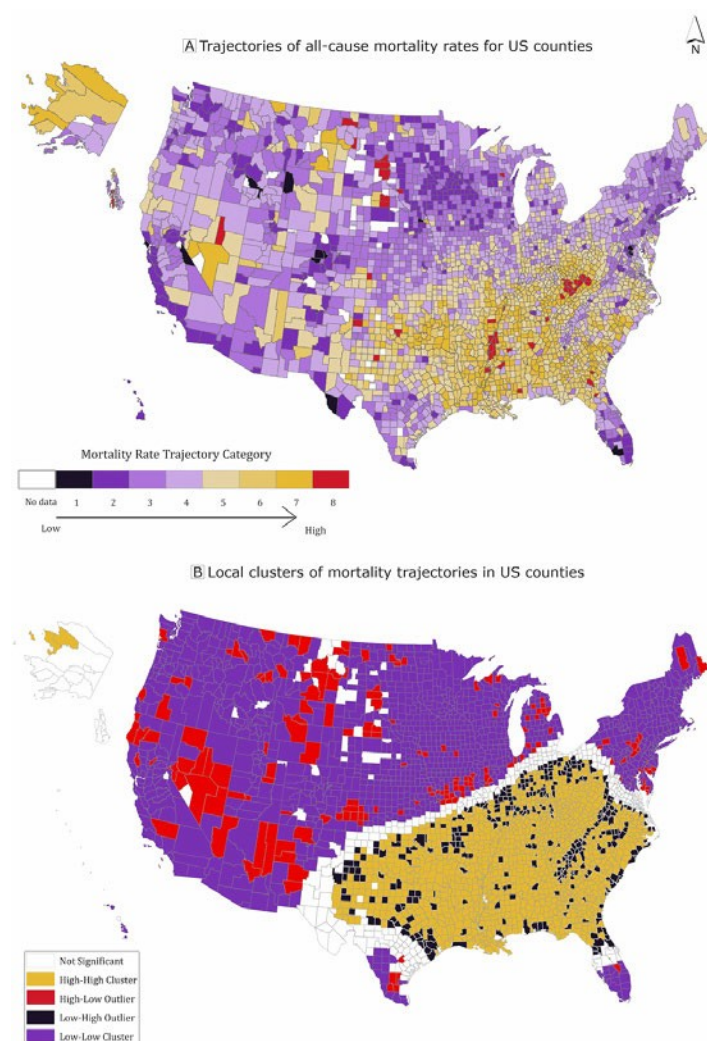 A Trajectories of all-cause mortality rates for US counties
N
Mortality Rate Trajectory Category
No data 1 2 3 4 5 6 7 8
Low High
B Local clusters of mortality trajectories in US counties
Not Significant
High-High Cluster
High-Low Outlier
Low-High Outlier
Low-Low Cluster